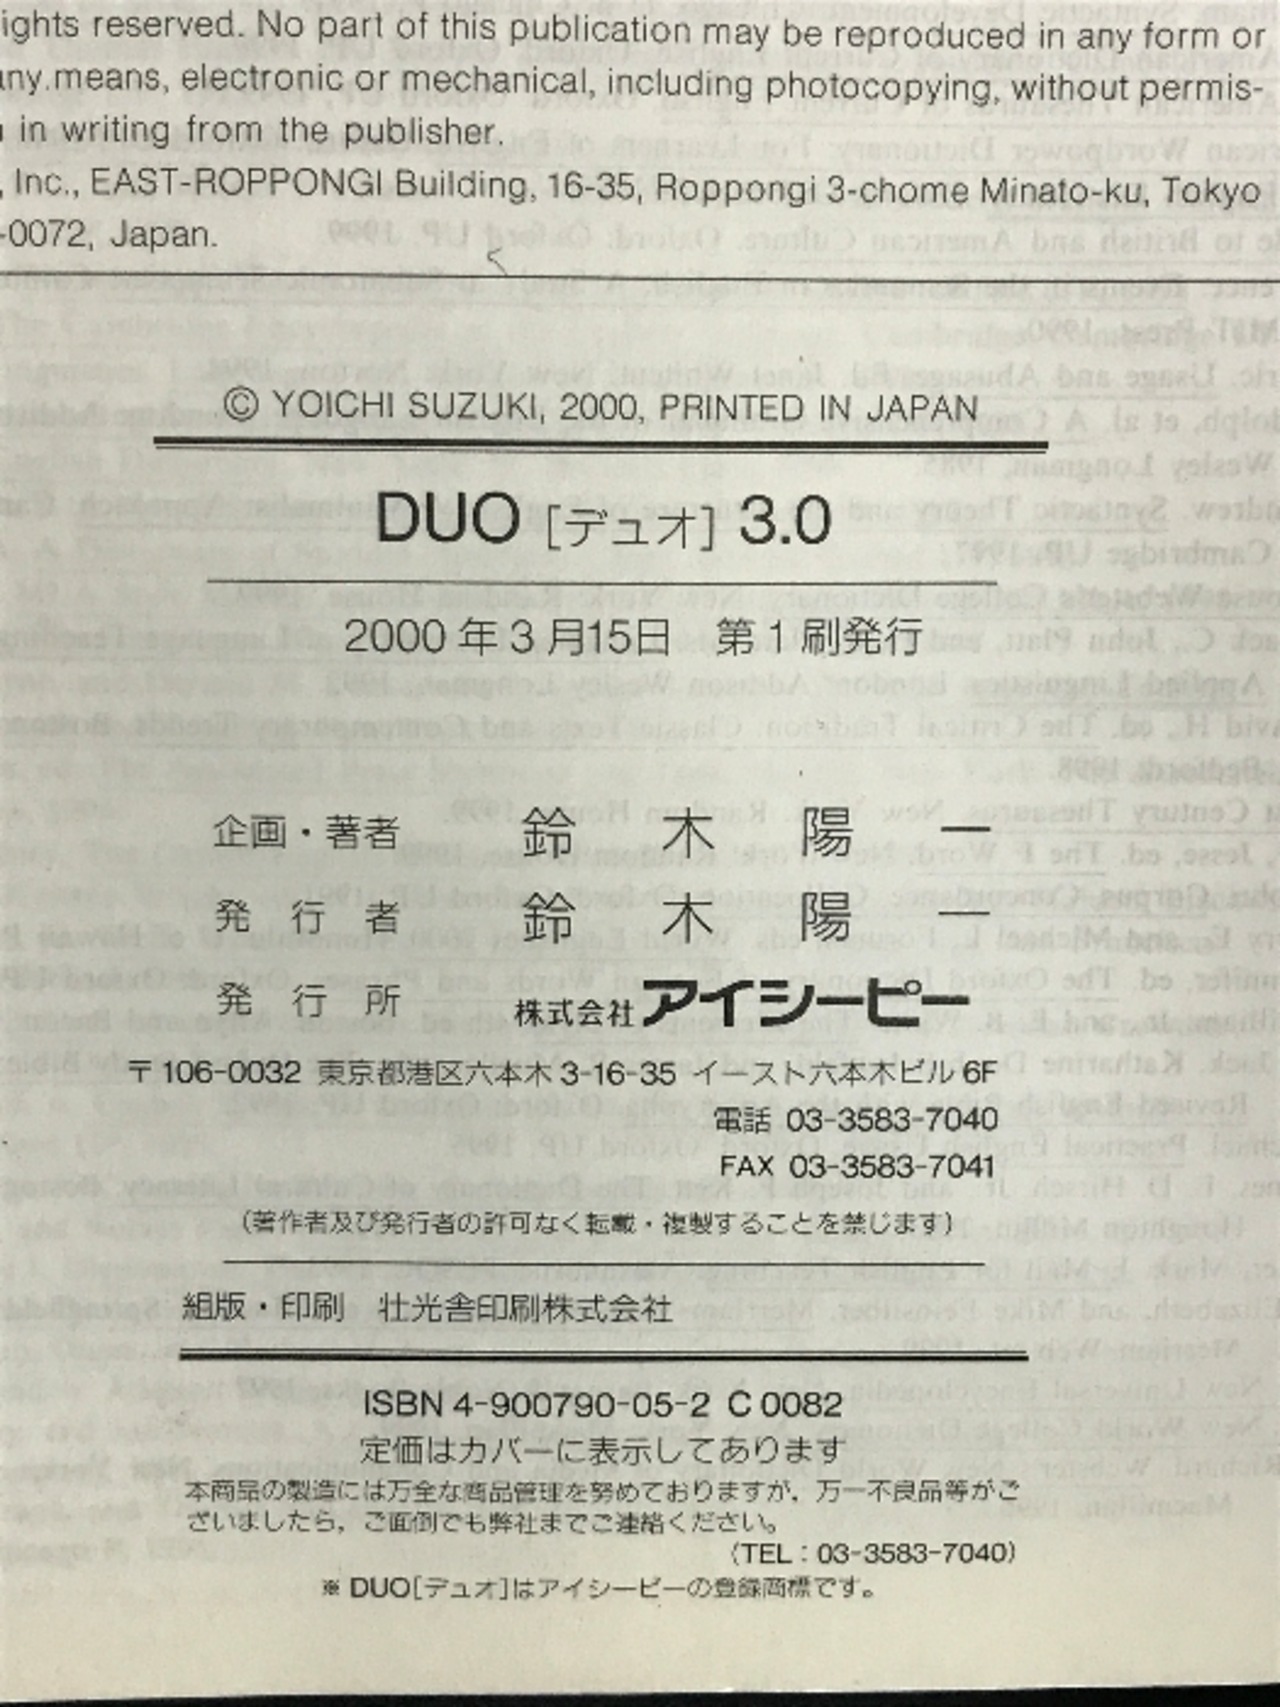 ights reserved. No part of this publication may be reproduced in any form or
any means, electronic or mechanical, including photocopying, without permis-
in writing from the publisher.
, Inc., EAST-ROPPONGI Building, 16-35, Roppongi 3-chome Minato-ku, Tokyo
-0072, Japan.
© YOICHI SUZUKI, 2000, PRINTED IN JAPAN
DUO [デュオ] 3.0
2000年3月15日 第1刷発行
企画・著者 鈴木陽一
発行者 鈴木陽一
発行所 株式会社アイシーピー
〒106-0032 東京都港区六本木 3-16-35 イースト六本木ビル 6F
電話 03-3583-7040
FAX 03-3583-7041
(著作者及び発行者の許可なく転載・複製することを禁じます)
組版・印刷 壮光舎印刷株式会社
ISBN 4-900790-05-2 C 0082
定価はカバーに表示してあります
本商品の製造には万全な商品管理を努めておりますが，万一不良品等がご
ざいましたら，ご面倒でも弊社までご連絡ください。
(TEL：03-3583-7040)
※ DUO[デュオ]はアイシーピーの登録商標です。